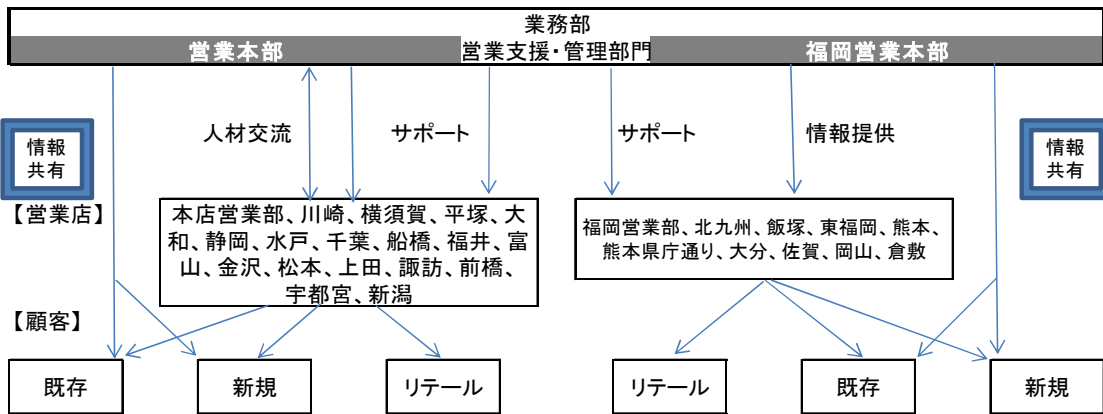 業務部
営業本部
営業支援・管理部門
福岡営業本部
人材交流
サポート
サポート
情報提供
情報
共有
情報
共有
【営業店】
本店営業部、川崎、横須賀、平塚、大
和、静岡、水戸、千葉、船橋、福井、富
山、金沢、松本、上田、諏訪、前橋、
宇都宮、新潟
福岡営業部、北九州、飯塚、東福岡、熊本、
熊本県庁通り、大分、佐賀、岡山、倉敷
【顧客】
既存
新規
リテール
リテール
既存
新規